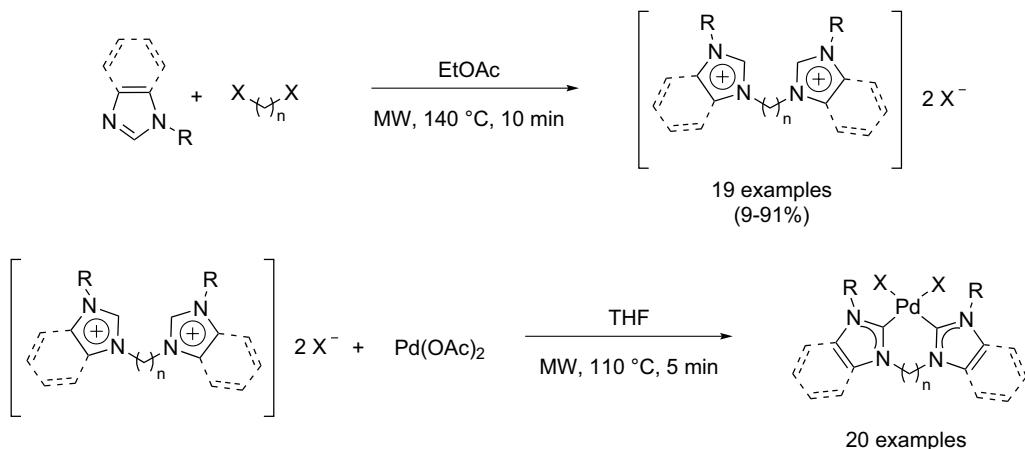 R
N
N
R
+
X X
n
EtOAc
MW, 140 °C, 10 min
R R
N N
+ +
N N
n
2 X⁻
19 examples
(9-91%)
R R
N N
+ +
N N
n
2 X⁻ + Pd(OAc)₂
THF
MW, 110 °C, 5 min
X X
R Pd R
N N
N N
n
20 examples